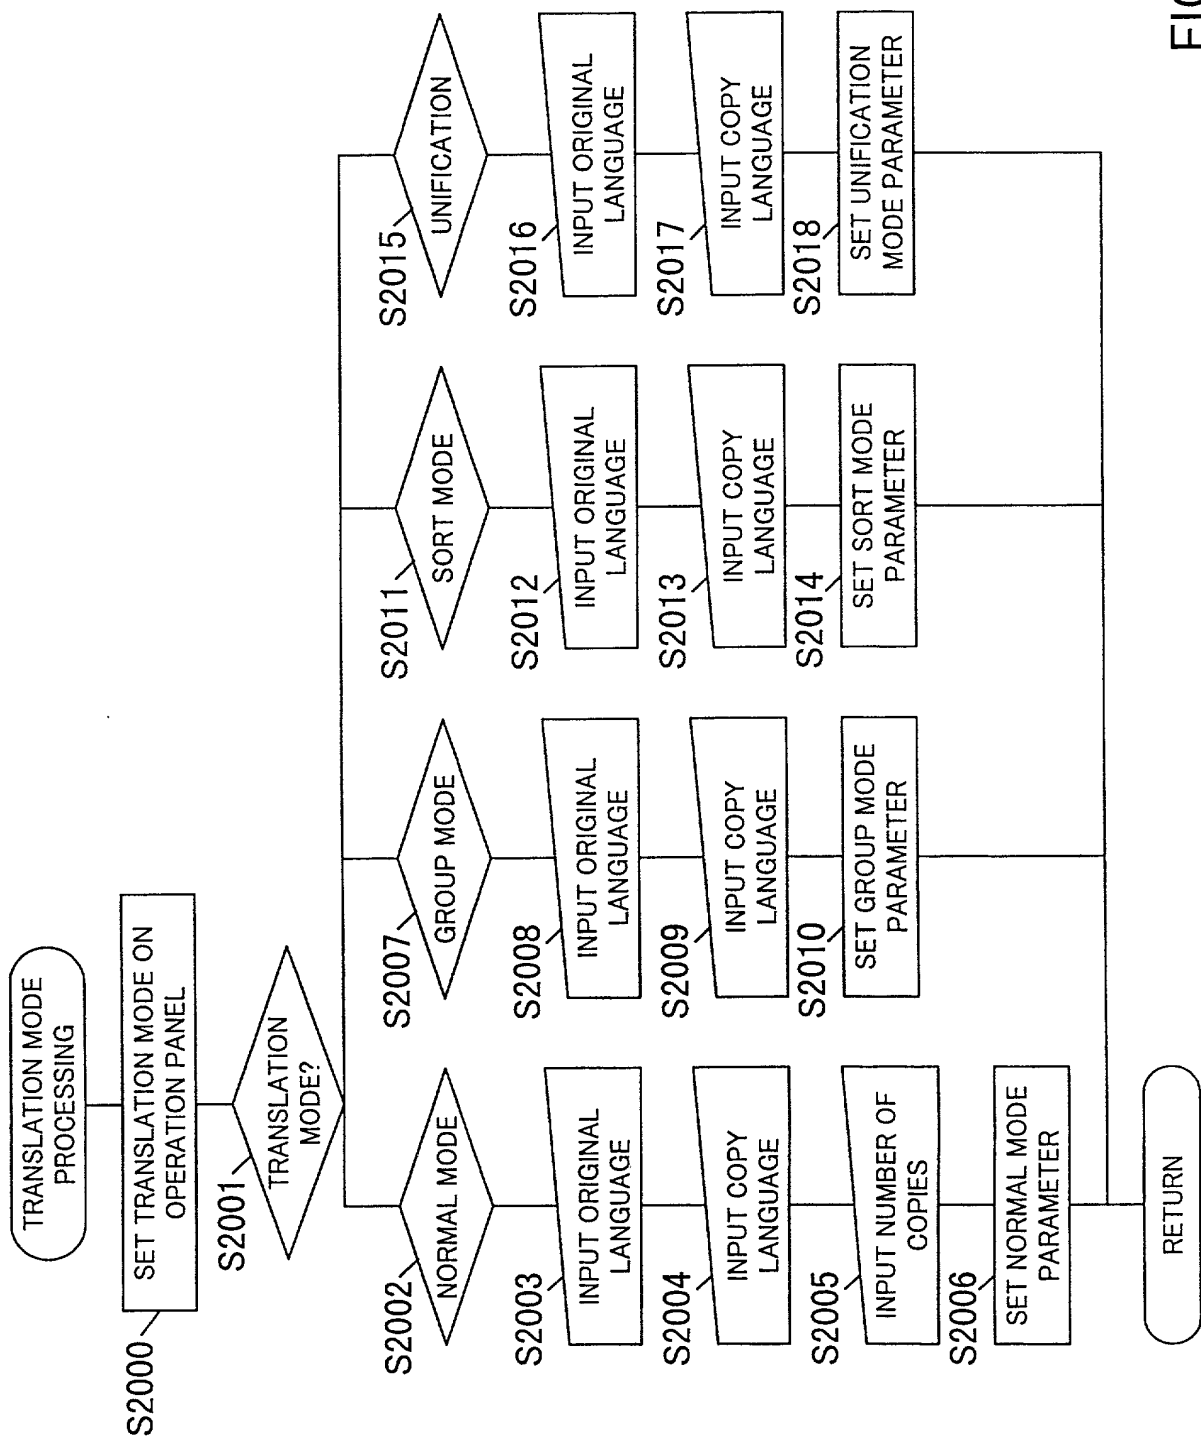 TRANSLATION MODE
PROCESSING
S2000
SET TRANSLATION MODE ON
OPERATION PANEL
S2001
TRANSLATION
MODE?
S2002
NORMAL MODE
S2003
INPUT ORIGINAL
LANGUAGE
S2004
INPUT COPY
LANGUAGE
S2005
INPUT NUMBER OF
COPIES
S2006
SET NORMAL MODE
PARAMETER
S2007
GROUP MODE
S2008
INPUT ORIGINAL
LANGUAGE
S2009
INPUT COPY
LANGUAGE
S2010
SET GROUP MODE
PARAMETER
S2011
SORT MODE
S2012
INPUT ORIGINAL
LANGUAGE
S2013
INPUT COPY
LANGUAGE
S2014
SET SORT MODE
PARAMETER
S2015
UNIFICATION
S2016
INPUT ORIGINAL
LANGUAGE
S2017
INPUT COPY
LANGUAGE
S2018
SET UNIFICATION
MODE PARAMETER
RETURN